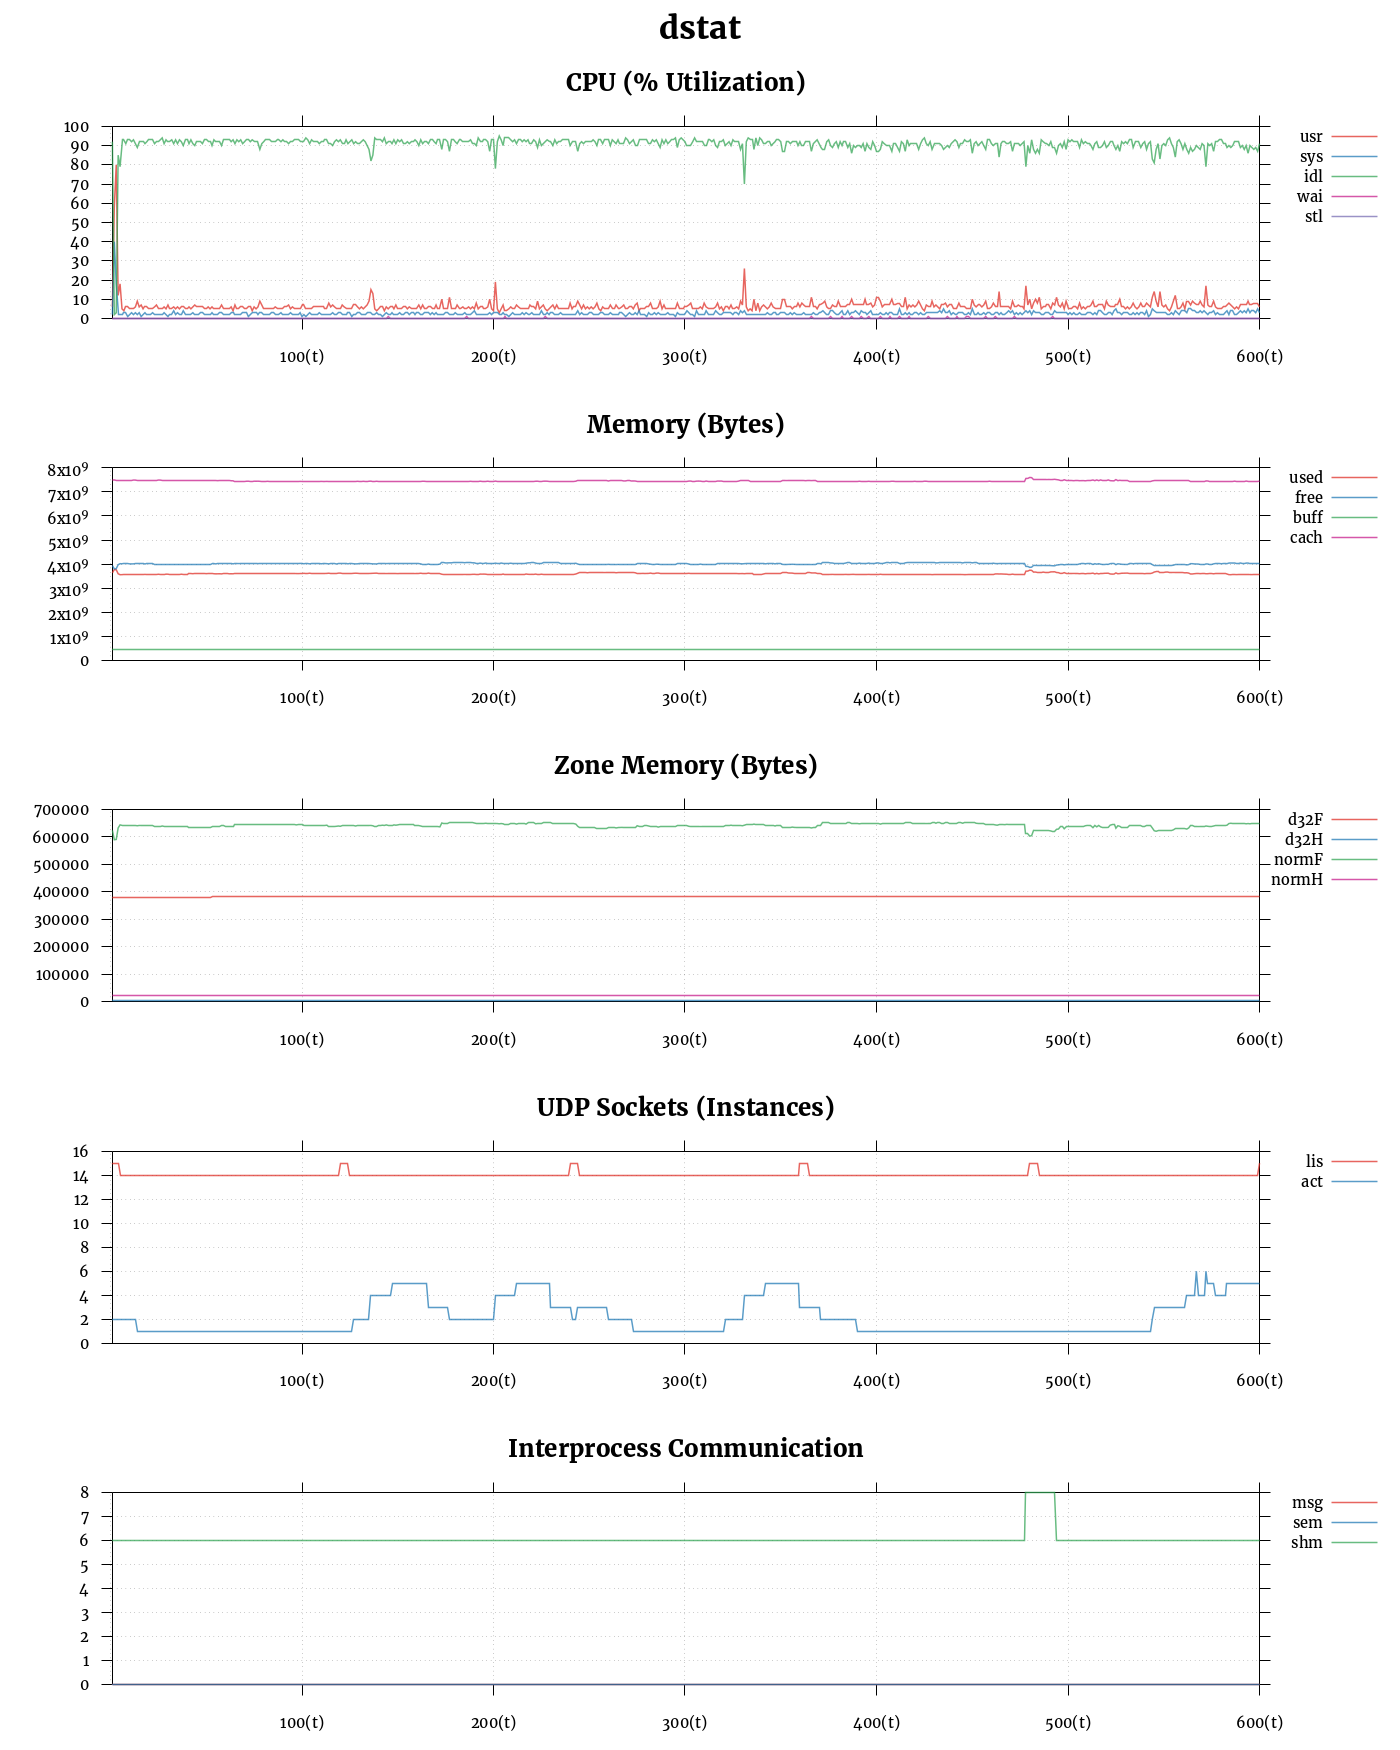 dstat
CPU (% Utilization)
100
90
80
70
60
50
40
30
20
10
0
100(t) 200(t) 300(t) 400(t) 500(t) 600(t)
usr
sys
idl
wai
stl
Memory (Bytes)
8x10⁹
7x10⁹
6x10⁹
5x10⁹
4x10⁹
3x10⁹
2x10⁹
1x10⁹
0
100(t) 200(t) 300(t) 400(t) 500(t) 600(t)
used
free
buff
cach
Zone Memory (Bytes)
700000
600000
500000
400000
300000
200000
100000
0
100(t) 200(t) 300(t) 400(t) 500(t) 600(t)
d32F
d32H
normF
normH
UDP Sockets (Instances)
16
14
12
10
8
6
4
2
0
100(t) 200(t) 300(t) 400(t) 500(t) 600(t)
lis
act
Interprocess Communication
8
7
6
5
4
3
2
1
0
100(t) 200(t) 300(t) 400(t) 500(t) 600(t)
msg
sem
shm